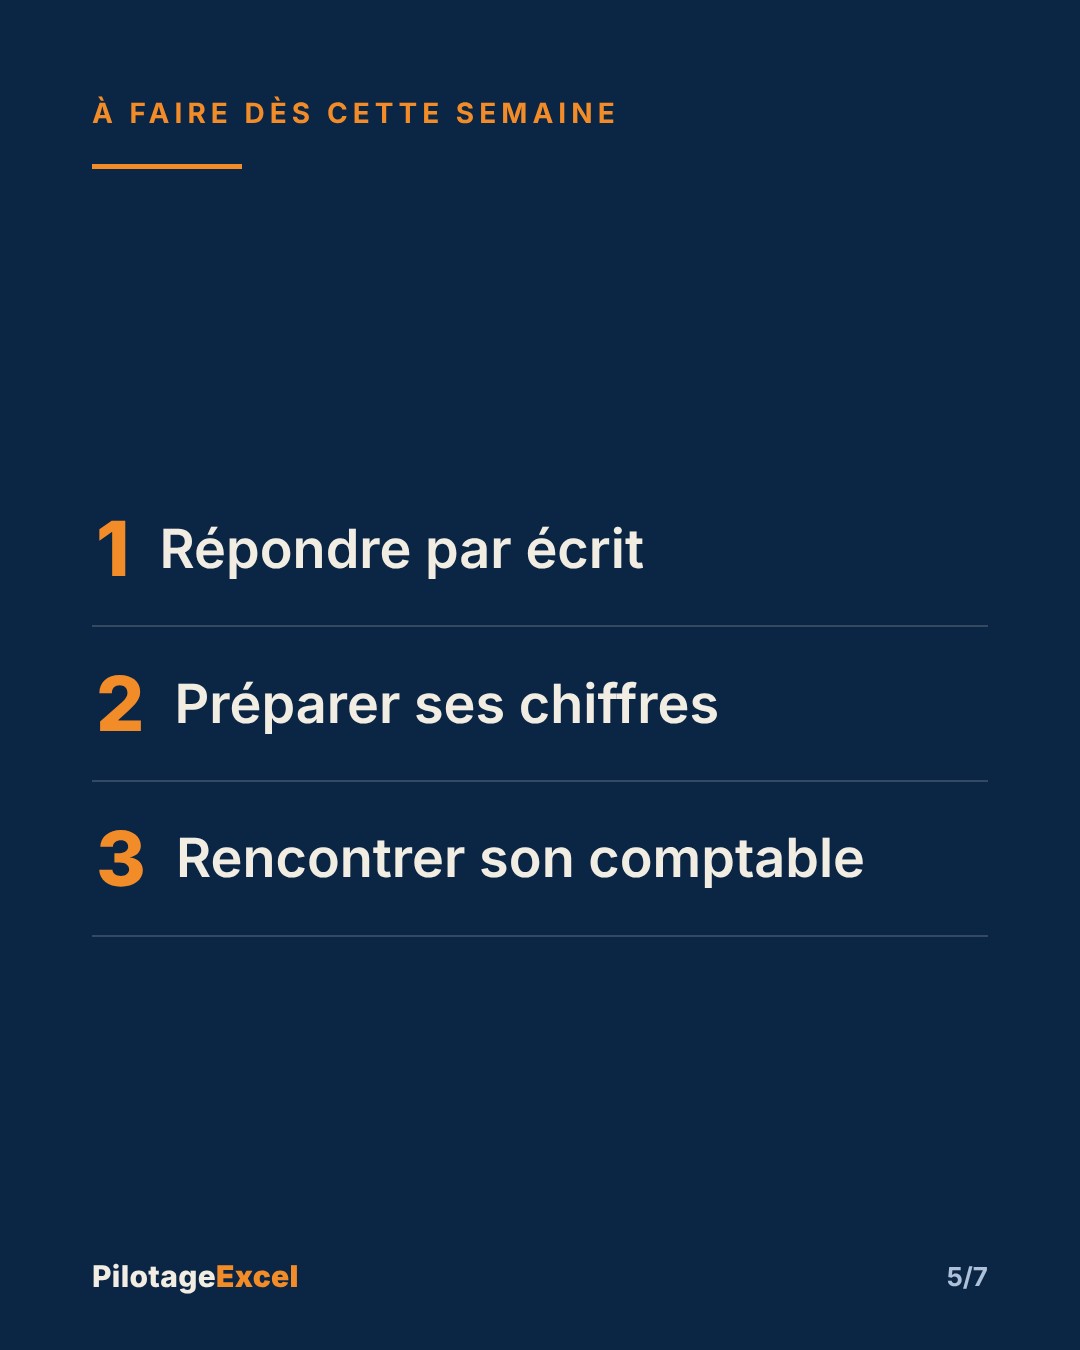 À FAIRE DÈS CETTE SEMAINE
1 Répondre par écrit
2 Préparer ses chiffres
3 Rencontrer son comptable
PilotageExcel
5/7